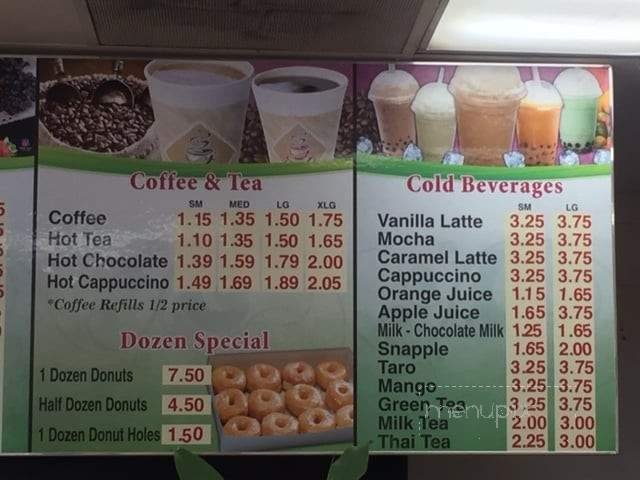 Coffee & Tea
SM MED LG XLG
Coffee 1.15 1.35 1.50 1.75
Hot Tea 1.10 1.35 1.50 1.65
Hot Chocolate 1.39 1.59 1.79 2.00
Hot Cappuccino 1.49 1.69 1.89 2.05
*Coffee Refills 1/2 price
Dozen Special
1 Dozen Donuts 7.50
Half Dozen Donuts 4.50
1 Dozen Donut Holes 1.50
Cold Beverages
SM LG
Vanilla Latte 3.25 3.75
Mocha 3.25 3.75
Caramel Latte 3.25 3.75
Cappuccino 3.25 3.75
Orange Juice 1.15 1.65
Apple Juice 1.65 3.75
Milk - Chocolate Milk 1.25 1.65
Snapple 1.65 2.00
Taro 3.25 3.75
Mango 3.25 3.75
Green Tea 3.25 3.75
Milk Tea 2.00 3.00
Thai Tea 2.25 3.00
menupix